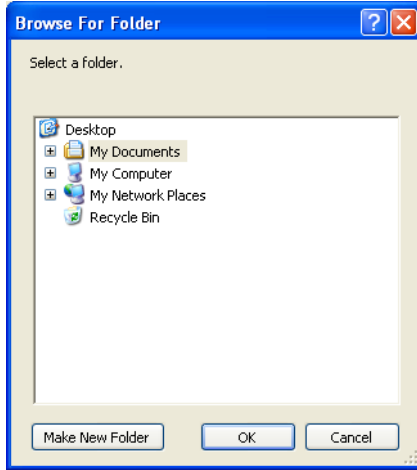 Browse For Folder
Select a folder.
Desktop
My Documents
My Computer
My Network Places
Recycle Bin
Make New Folder OK Cancel